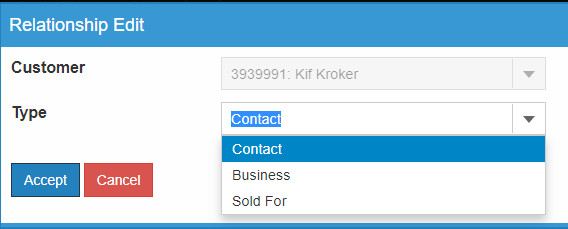 Relationship Edit
Customer
3939991: Kif Kroker
Type
Contact
Contact
Business
Sold For
Accept
Cancel